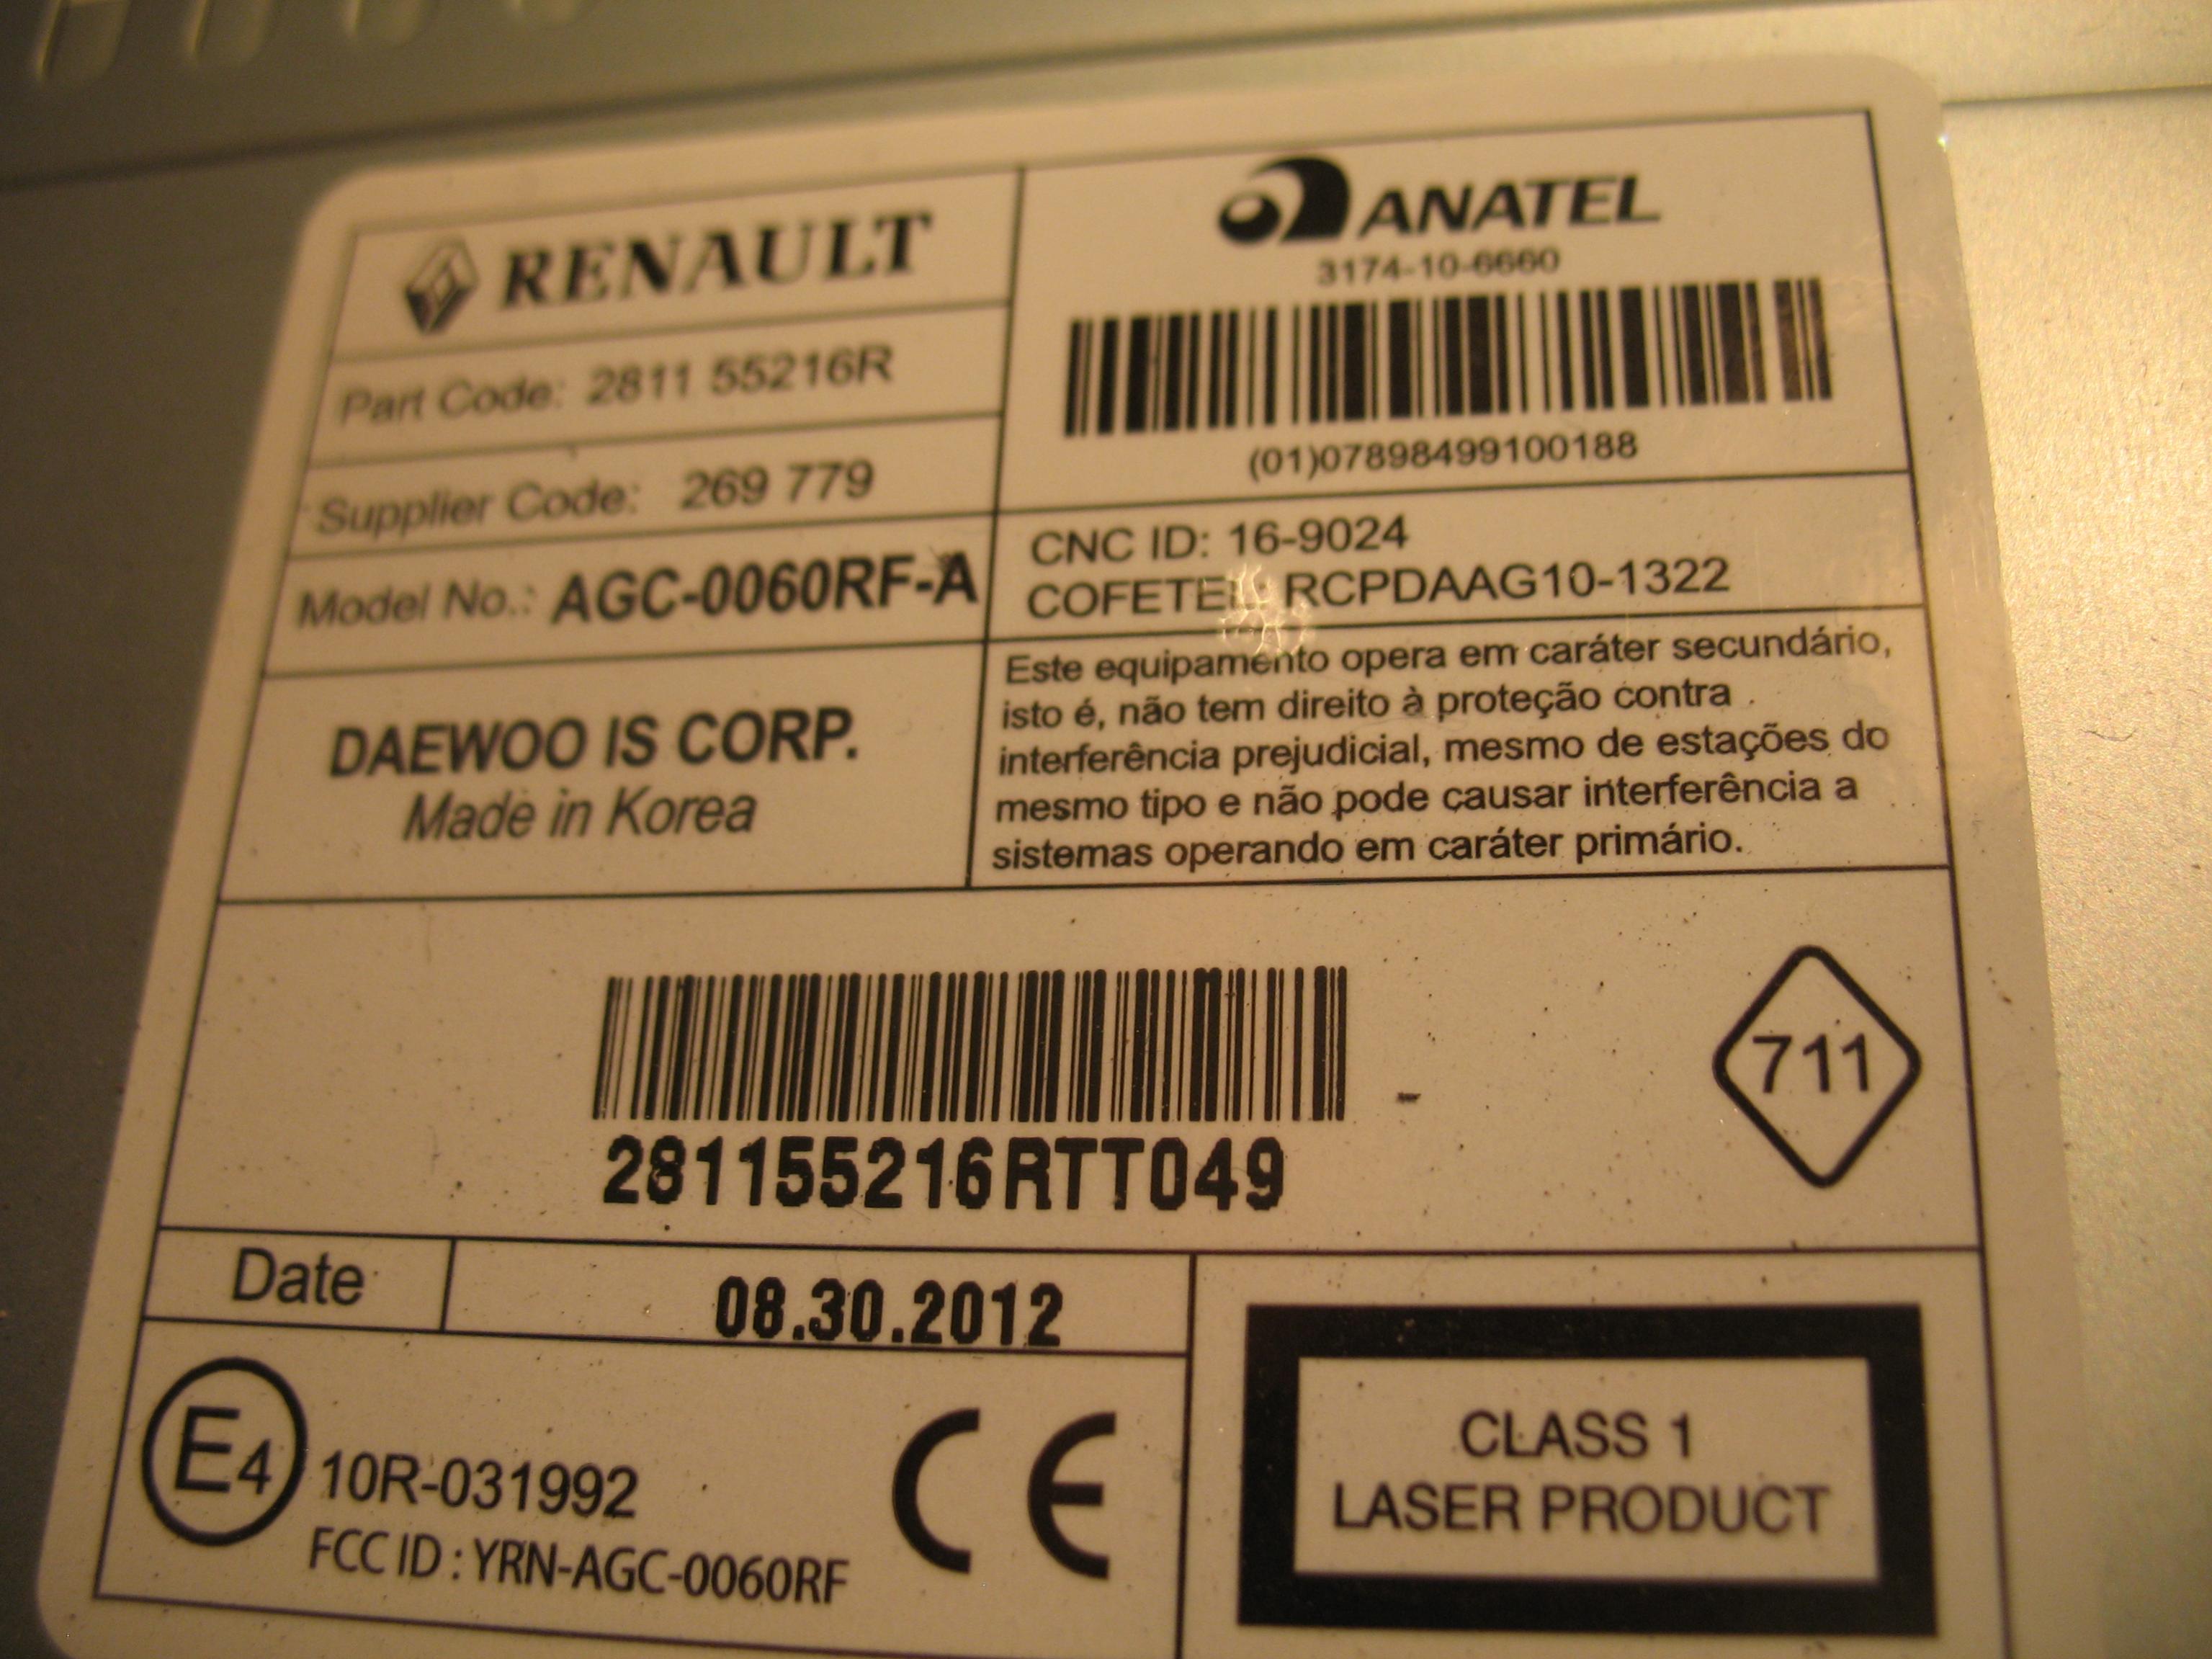 RENAULT
Part Code: 2811 55216R
Supplier Code: 269 779
Model No.: AGC-0060RF-A
DAEWOO IS CORP.
Made in Korea
ANATEL
3174-10-6660
(01)07898499100188
CNC ID: 16-9024
COFETEL: RCPDAAG10-1322
Este equipamento opera em caráter secundário,
isto é, não tem direito à proteção contra
interferência prejudicial, mesmo de estações do
mesmo tipo e não pode causar interferência a
sistemas operando em caráter primário.
281155216RTT049
711
Date 08.30.2012
E4 10R-031992
FCC ID : YRN-AGC-0060RF
CE
CLASS 1
LASER PRODUCT